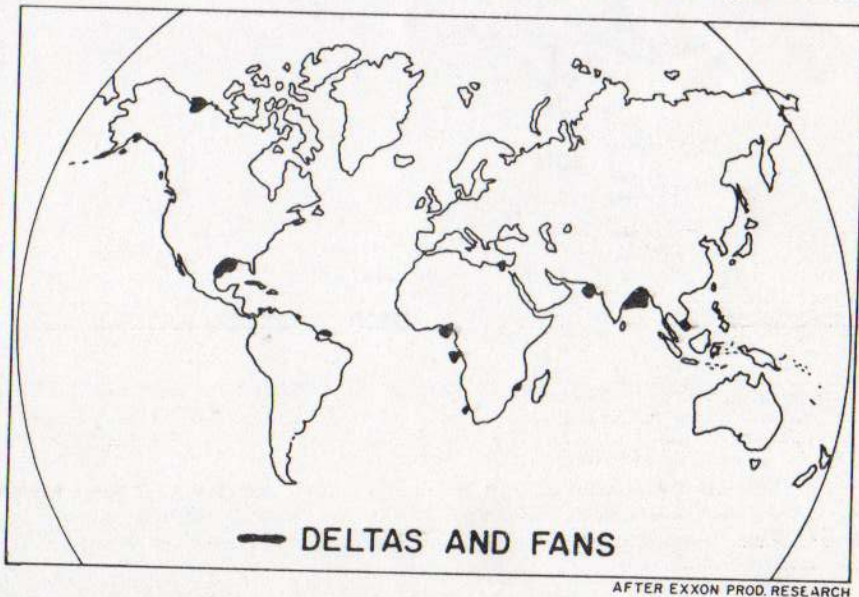 DELTAS AND FANS
AFTER EXXON PROD. RESEARCH